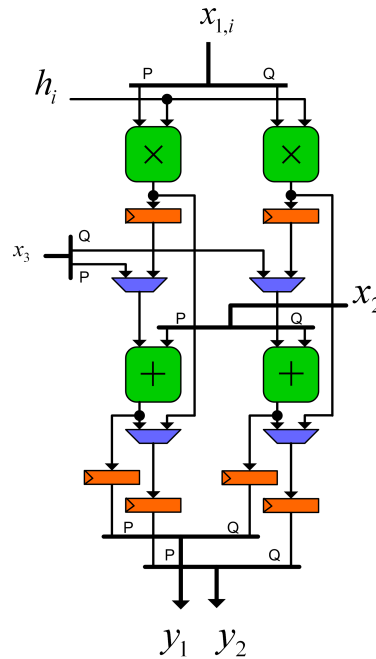 x1,i
P Q
hi
× ×
Q
x3
P
x2
P Q
+ +
P Q
P Q
y1 y2